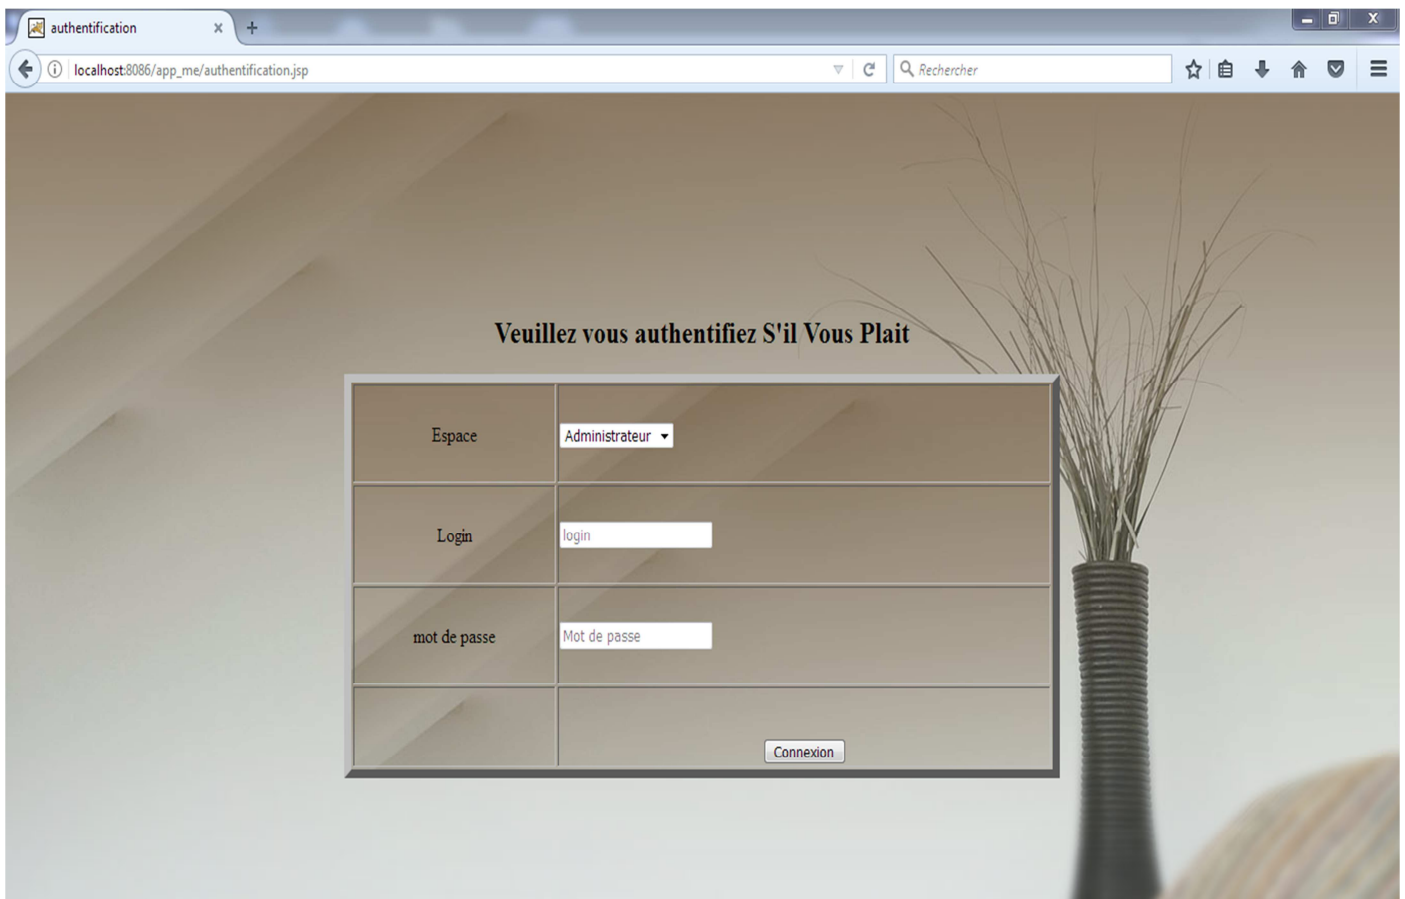 authentification
localhost:8086/app_me/authentification.jsp
Rechercher
Veuillez vous authentifiez S'il Vous Plait
Espace
Administrateur
Login
login
mot de passe
Mot de passe
Connexion